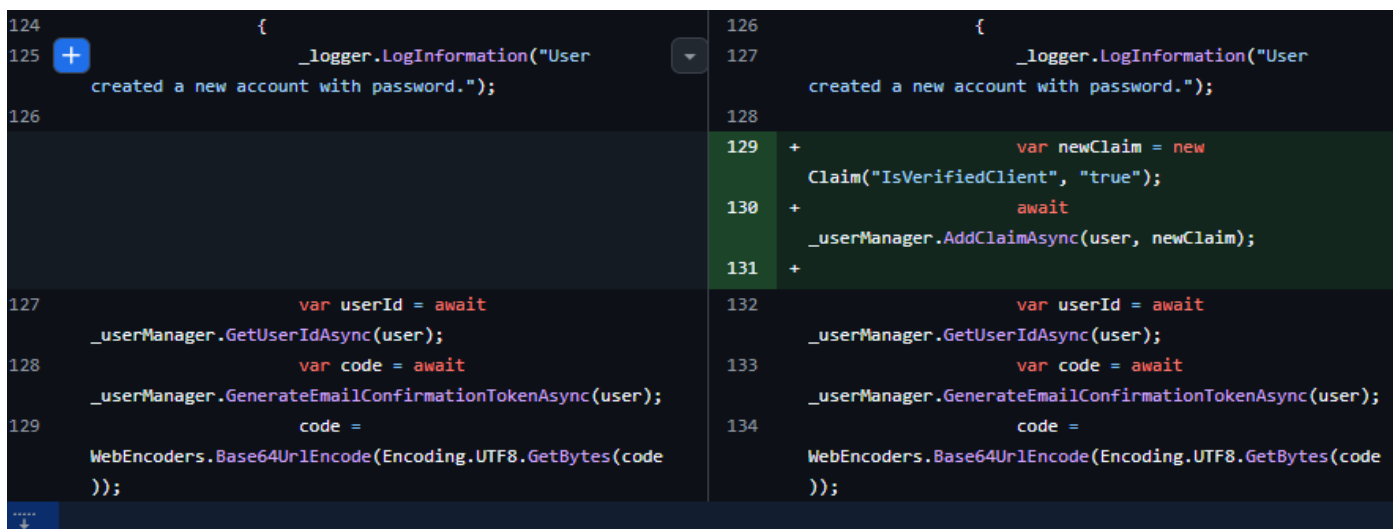 124 {
125 _logger.LogInformation("User
created a new account with password.");
126
127 var userId = await
_userManager.GetUserIdAsync(user);
128 var code = await
_userManager.GenerateEmailConfirmationTokenAsync(user);
129 code =
WebEncoders.Base64UrlEncode(Encoding.UTF8.GetBytes(code
));
126 {
127 _logger.LogInformation("User
created a new account with password.");
128
129 + var newClaim = new
Claim("IsVerifiedClient", "true");
130 + await
_userManager.AddClaimAsync(user, newClaim);
131 +
132 var userId = await
_userManager.GetUserIdAsync(user);
133 var code = await
_userManager.GenerateEmailConfirmationTokenAsync(user);
134 code =
WebEncoders.Base64UrlEncode(Encoding.UTF8.GetBytes(code
));